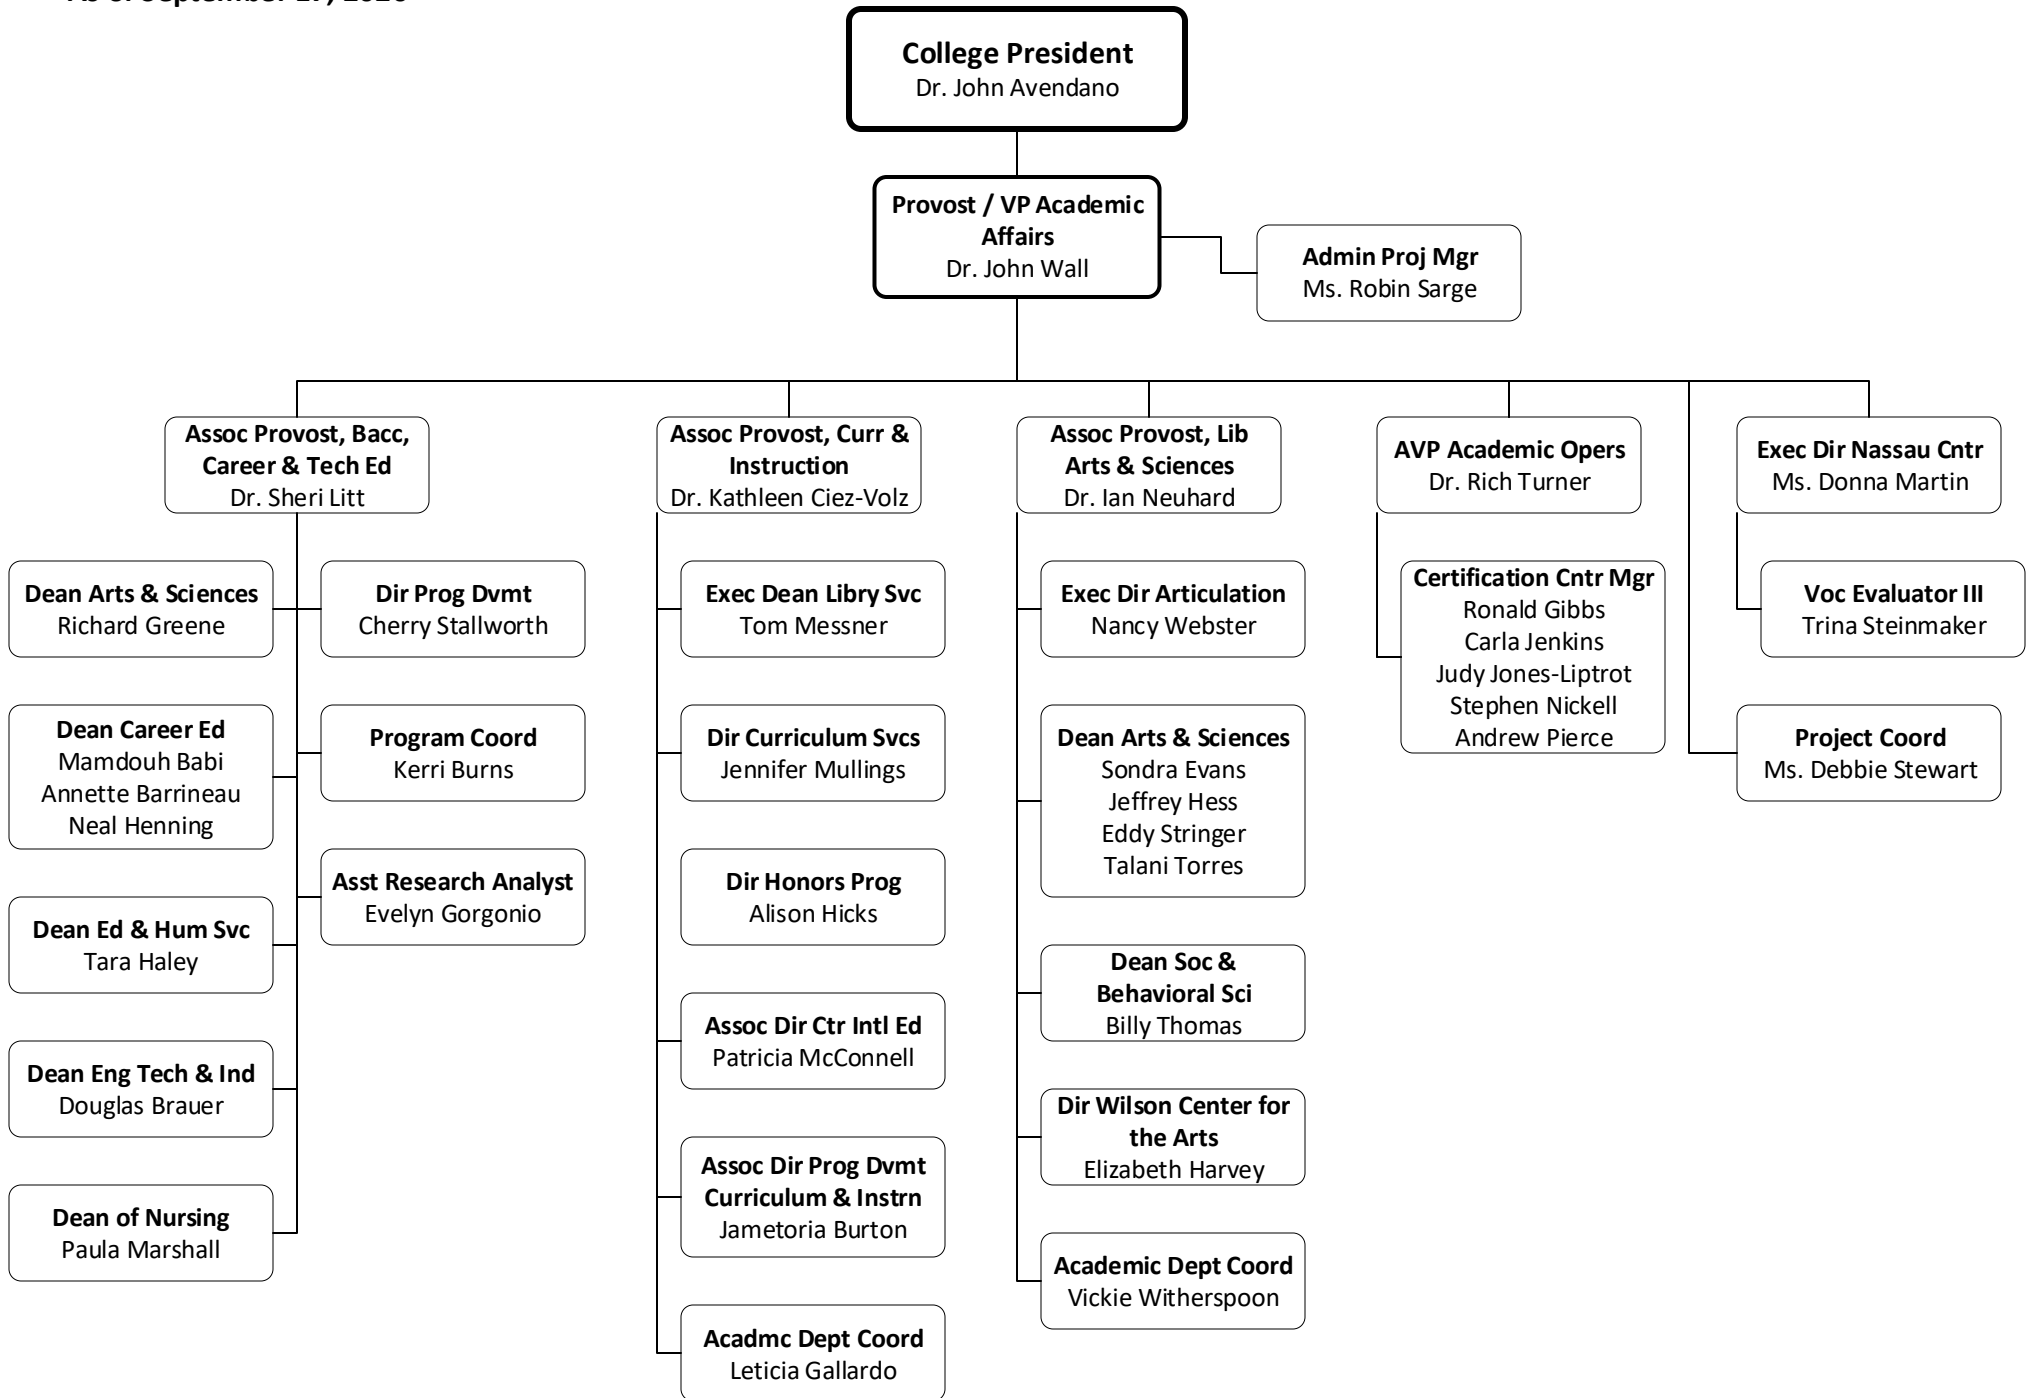 College President
Dr. John Avendano
Provost / VP Academic
Affairs
Dr. John Wall
Admin Proj Mgr
Ms. Robin Sarge
Assoc Provost, Bacc,
Career & Tech Ed
Dr. Sheri Litt
Assoc Provost, Curr &
Instruction
Dr. Kathleen Ciez-Volz
Assoc Provost, Lib
Arts & Sciences
Dr. Ian Neuhard
AVP Academic Opers
Dr. Rich Turner
Exec Dir Nassau Cntr
Ms. Donna Martin
Dean Arts & Sciences
Richard Greene
Dean Career Ed
Mamdouh Babi
Annette Barrineau
Neal Henning
Dean Ed & Hum Svc
Tara Haley
Dean Eng Tech & Ind
Douglas Brauer
Dean of Nursing
Paula Marshall
Dir Prog Dvmt
Cherry Stallworth
Program Coord
Kerri Burns
Asst Research Analyst
Evelyn Gorgonio
Exec Dean Libry Svc
Tom Messner
Dir Curriculum Svcs
Jennifer Mullings
Dir Honors Prog
Alison Hicks
Assoc Dir Ctr Intl Ed
Patricia McConnell
Assoc Dir Prog Dvmt
Curriculum & Instrn
Jametoria Burton
Acadmc Dept Coord
Leticia Gallardo
Exec Dir Articulation
Nancy Webster
Dean Arts & Sciences
Sondra Evans
Jeffrey Hess
Eddy Stringer
Talani Torres
Dean Soc &
Behavioral Sci
Billy Thomas
Dir Wilson Center for
the Arts
Elizabeth Harvey
Academic Dept Coord
Vickie Witherspoon
Certification Cntr Mgr
Ronald Gibbs
Carla Jenkins
Judy Jones-Liptrot
Stephen Nickell
Andrew Pierce
Voc Evaluator III
Trina Steinmaker
Project Coord
Ms. Debbie Stewart